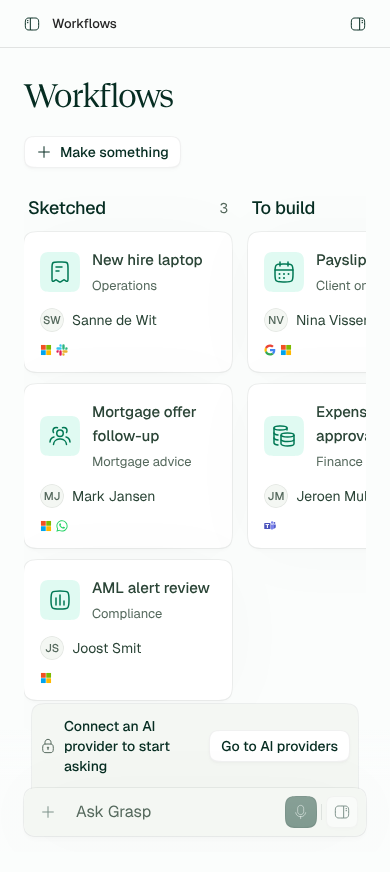 Workflows
Workflows
Make something
Sketched 3
New hire laptop
Operations
SW Sanne de Wit
Mortgage offer
follow-up
Mortgage advice
MJ Mark Jansen
AML alert review
Compliance
JS Joost Smit
To build
Payslip
Client
NV Nina Visser
Finance
JM Jeroen
Connect an AI
provider to start
asking
Go to AI providers
Ask Grasp